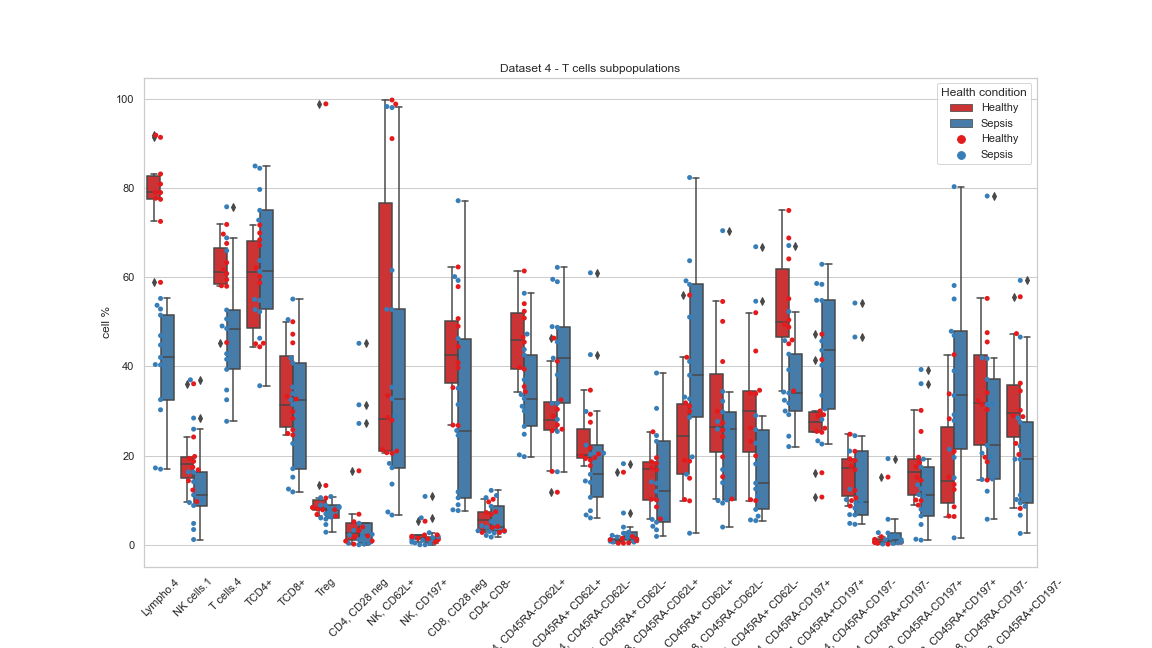 Dataset 4 - T cells subpopulations
Health condition
Healthy
Sepsis
Healthy
Sepsis
cell %
100
80
60
40
20
0
Lympho.4
NK cells.1
T cells.4
TCD4+
TCD8+
Treg
CD4, CD28 neg
NK, CD62L+
NK, CD197+
CD8, CD28 neg
CD4- CD8-
CD45RA-CD62L+
CD45RA+ CD62L+
CD45RA-CD62L-
CD45RA+ CD62L-
CD45RA-CD62L+
CD45RA+ CD62L+
CD45RA-CD62L-
CD45RA+ CD62L-
CD45RA-CD197+
CD45RA+CD197+
CD45RA-CD197-
CD45RA+CD197-
CD45RA-CD197+
CD45RA+CD197+
CD45RA-CD197-
CD45RA+CD197-